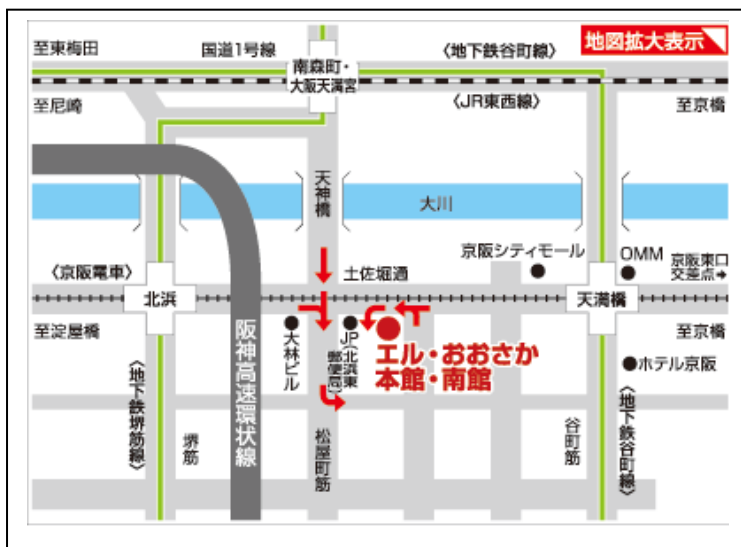 地図拡大表示
至東梅田
国道1号線
〈地下鉄谷町線〉
南森町・
大阪天満宮
至尼崎
〈JR東西線〉
至京橋
天神橋
大川
京阪シティモール
OMM
京阪東口
交差点→
〈京阪電車〉
土佐堀通
北浜
天満橋
至淀屋橋
至京橋
大林ビル
JP(北浜東
郵便局)
エル・おおさか
本館・南館
ホテル京阪
阪神高速環状線
〈地下鉄堺筋線〉
堺筋
松屋町筋
谷町筋
〈地下鉄谷町線〉